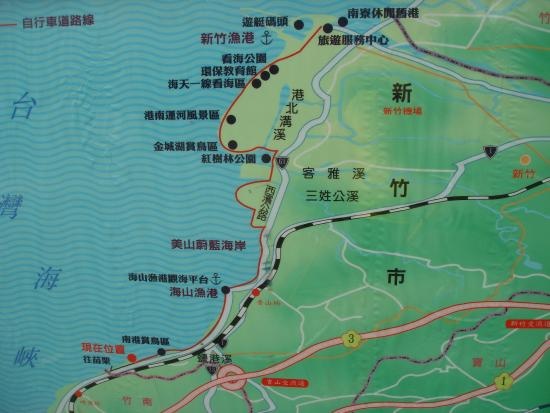 自行車道路線
遊艇碼頭
南寮休閒舊港
新竹漁港
旅遊服務中心
看海公園
環保教育館
海天一線看海區
港南運河風景區
金城湖賞鳥區
紅樹林公園
港北溝溪
新竹市
新竹機場
新竹
客雅溪
三姓公溪
西濱公路
美山蔚藍海岸
海山漁港觀海平台
海山漁港
香山站
南港賞鳥區
現在位置
往苗栗
鹽港溪
竹南
寶山交流道
新竹交流道
寶山
3
1
1
台灣海峽
竹